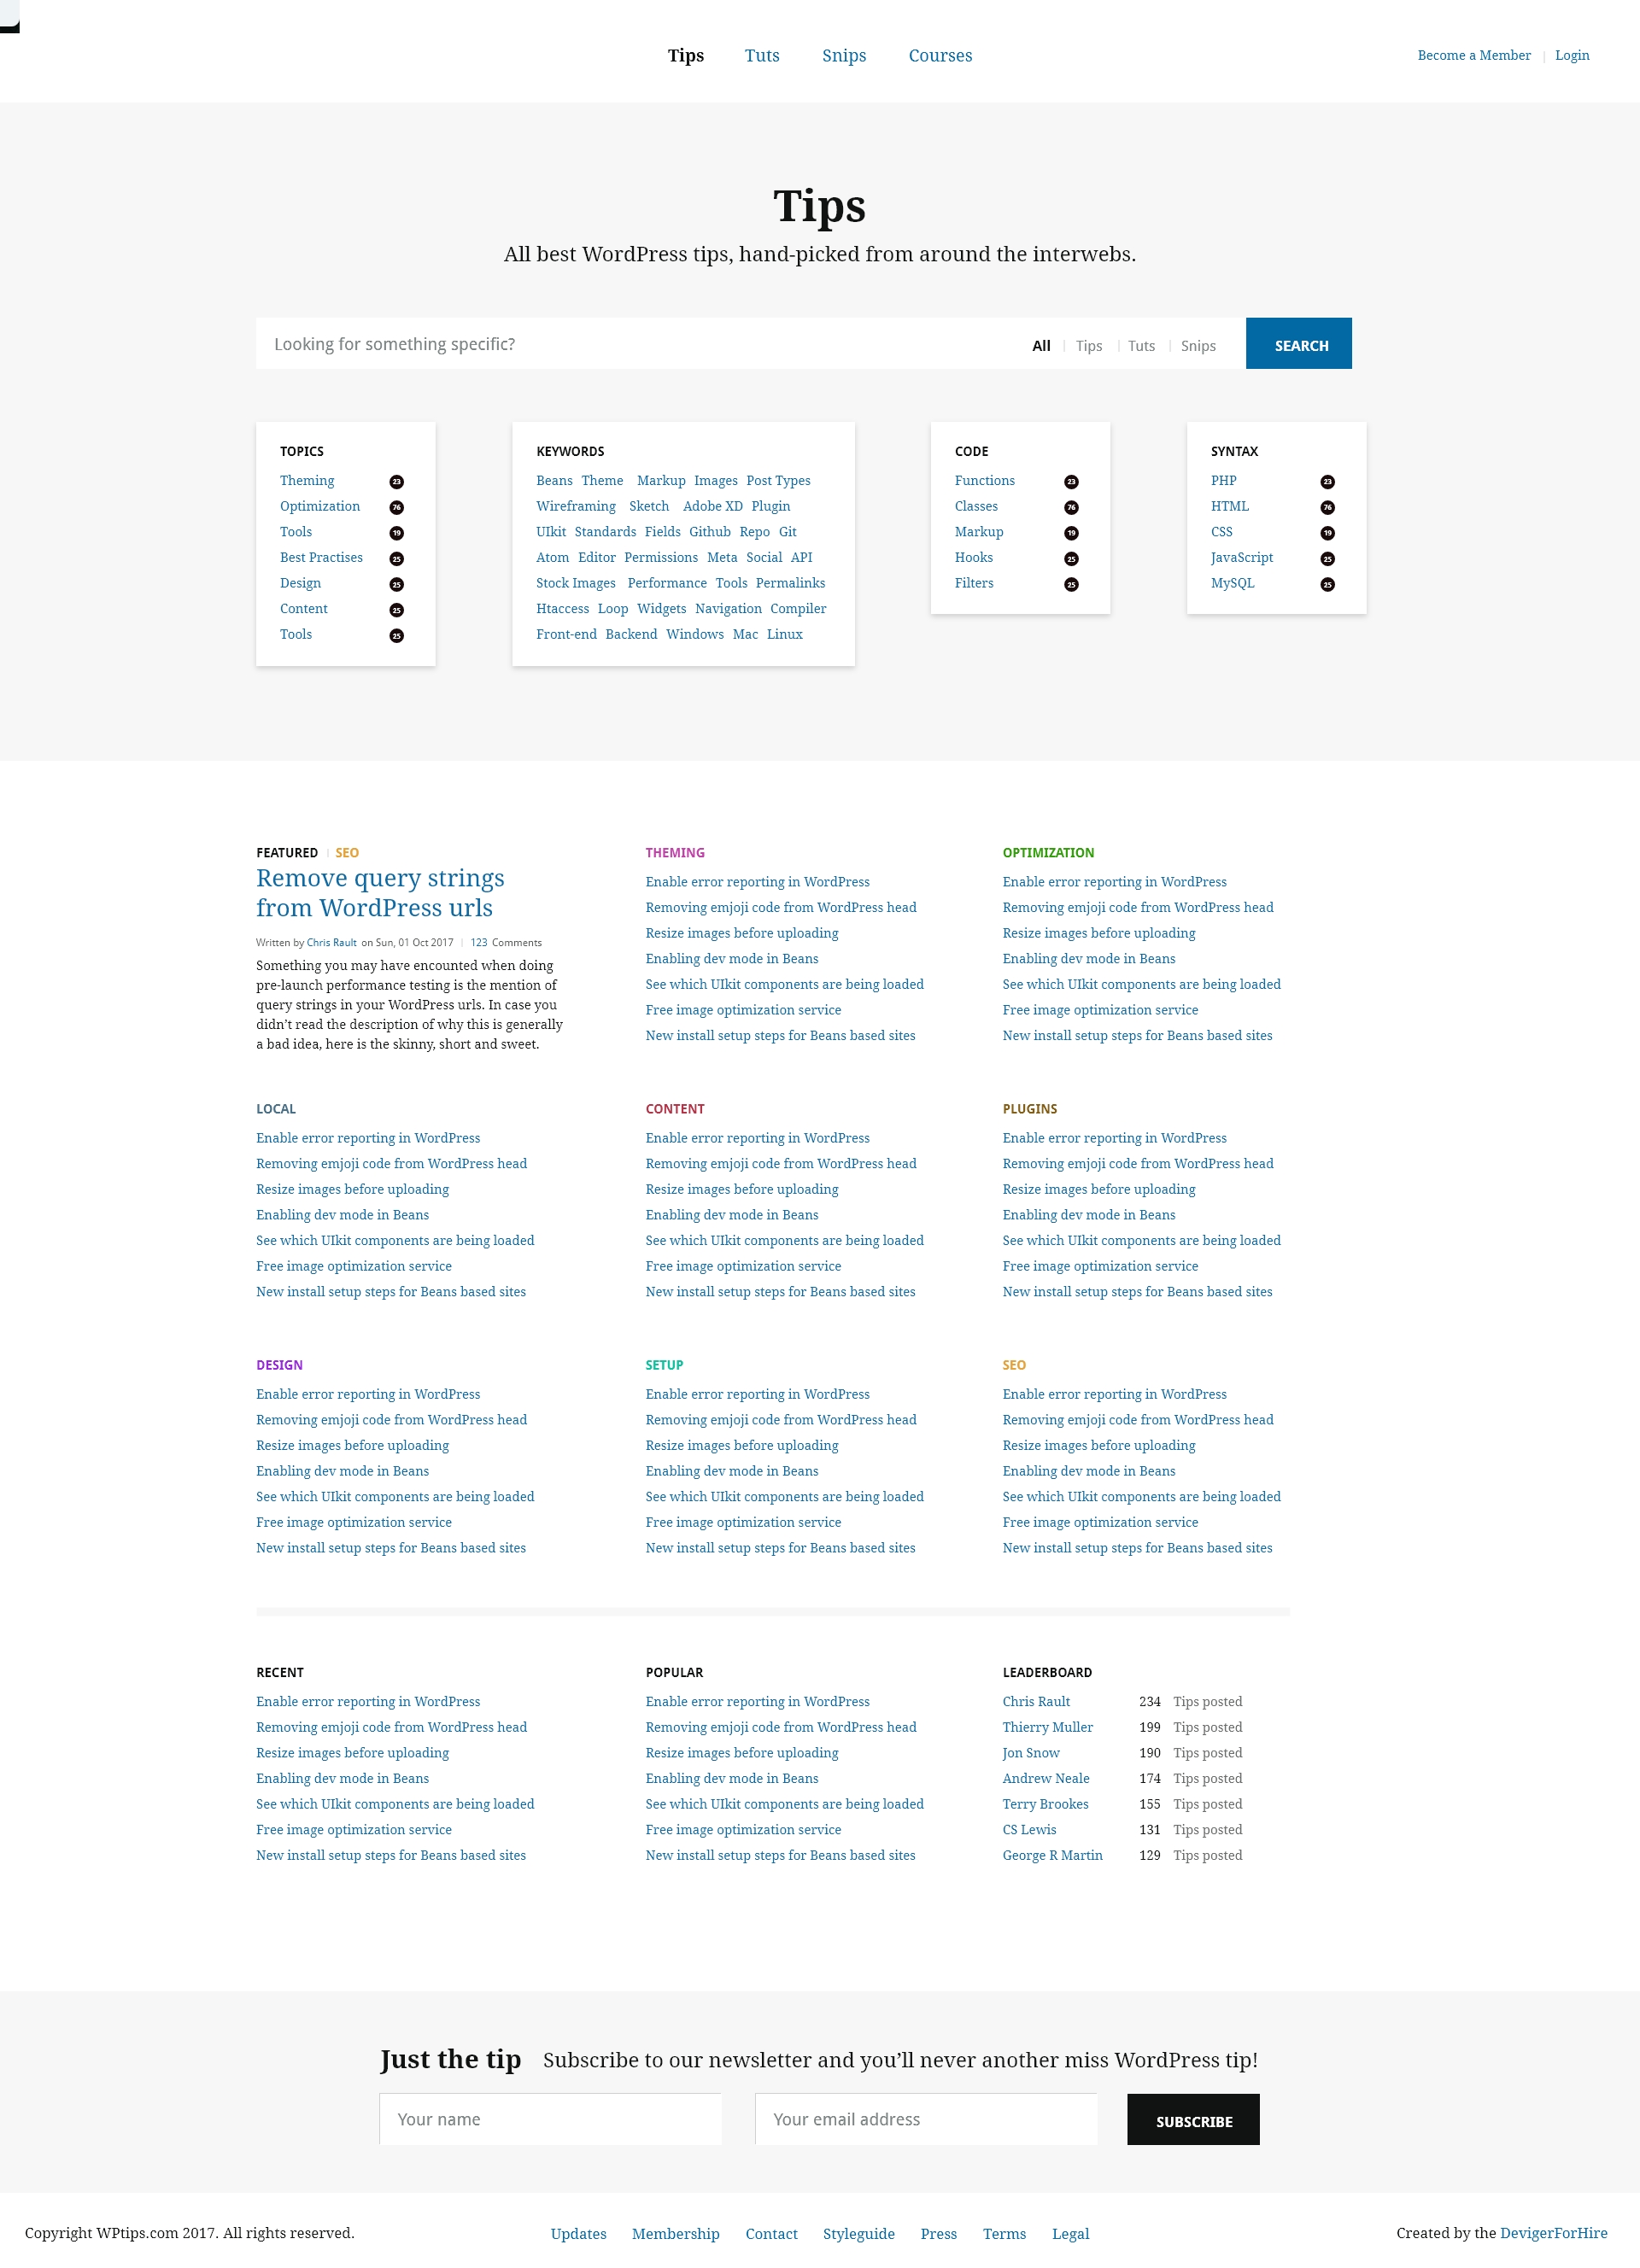 Tips Tuts Snips Courses
Become a Member | Login
Tips
All best WordPress tips, hand-picked from around the interwebs.
Looking for something specific? All | Tips | Tuts | Snips SEARCH
TOPICS
Theming 23
Optimization 76
Tools 19
Best Practises 25
Design 25
Content 25
Tools 25
KEYWORDS
Beans Theme Markup Images Post Types
Wireframing Sketch Adobe XD Plugin
UIkit Standards Fields Github Repo Git
Atom Editor Permissions Meta Social API
Stock Images Performance Tools Permalinks
Htaccess Loop Widgets Navigation Compiler
Front-end Backend Windows Mac Linux
CODE
Functions 23
Classes 76
Markup 19
Hooks 25
Filters 25
SYNTAX
PHP 23
HTML 76
CSS 19
JavaScript 25
MySQL 25
FEATURED | SEO
Remove query strings
from WordPress urls
Written by Chris Rault on Sun, 01 Oct 2017 | 123 Comments
Something you may have encounted when doing
pre-launch performance testing is the mention of
query strings in your WordPress urls. In case you
didn’t read the description of why this is generally
a bad idea, here is the skinny, short and sweet.
THEMING
Enable error reporting in WordPress
Removing emjoji code from WordPress head
Resize images before uploading
Enabling dev mode in Beans
See which UIkit components are being loaded
Free image optimization service
New install setup steps for Beans based sites
OPTIMIZATION
Enable error reporting in WordPress
Removing emjoji code from WordPress head
Resize images before uploading
Enabling dev mode in Beans
See which UIkit components are being loaded
Free image optimization service
New install setup steps for Beans based sites
LOCAL
Enable error reporting in WordPress
Removing emjoji code from WordPress head
Resize images before uploading
Enabling dev mode in Beans
See which UIkit components are being loaded
Free image optimization service
New install setup steps for Beans based sites
CONTENT
Enable error reporting in WordPress
Removing emjoji code from WordPress head
Resize images before uploading
Enabling dev mode in Beans
See which UIkit components are being loaded
Free image optimization service
New install setup steps for Beans based sites
PLUGINS
Enable error reporting in WordPress
Removing emjoji code from WordPress head
Resize images before uploading
Enabling dev mode in Beans
See which UIkit components are being loaded
Free image optimization service
New install setup steps for Beans based sites
DESIGN
Enable error reporting in WordPress
Removing emjoji code from WordPress head
Resize images before uploading
Enabling dev mode in Beans
See which UIkit components are being loaded
Free image optimization service
New install setup steps for Beans based sites
SETUP
Enable error reporting in WordPress
Removing emjoji code from WordPress head
Resize images before uploading
Enabling dev mode in Beans
See which UIkit components are being loaded
Free image optimization service
New install setup steps for Beans based sites
SEO
Enable error reporting in WordPress
Removing emjoji code from WordPress head
Resize images before uploading
Enabling dev mode in Beans
See which UIkit components are being loaded
Free image optimization service
New install setup steps for Beans based sites
RECENT
Enable error reporting in WordPress
Removing emjoji code from WordPress head
Resize images before uploading
Enabling dev mode in Beans
See which UIkit components are being loaded
Free image optimization service
New install setup steps for Beans based sites
POPULAR
Enable error reporting in WordPress
Removing emjoji code from WordPress head
Resize images before uploading
Enabling dev mode in Beans
See which UIkit components are being loaded
Free image optimization service
New install setup steps for Beans based sites
LEADERBOARD
Chris Rault 234 Tips posted
Thierry Muller 199 Tips posted
Jon Snow 190 Tips posted
Andrew Neale 174 Tips posted
Terry Brookes 155 Tips posted
CS Lewis 131 Tips posted
George R Martin 129 Tips posted
Just the tip Subscribe to our newsletter and you’ll never another miss WordPress tip!
Your name Your email address SUBSCRIBE
Copyright WPtips.com 2017. All rights reserved.
Updates Membership Contact Styleguide Press Terms Legal
Created by the DevigerForHire